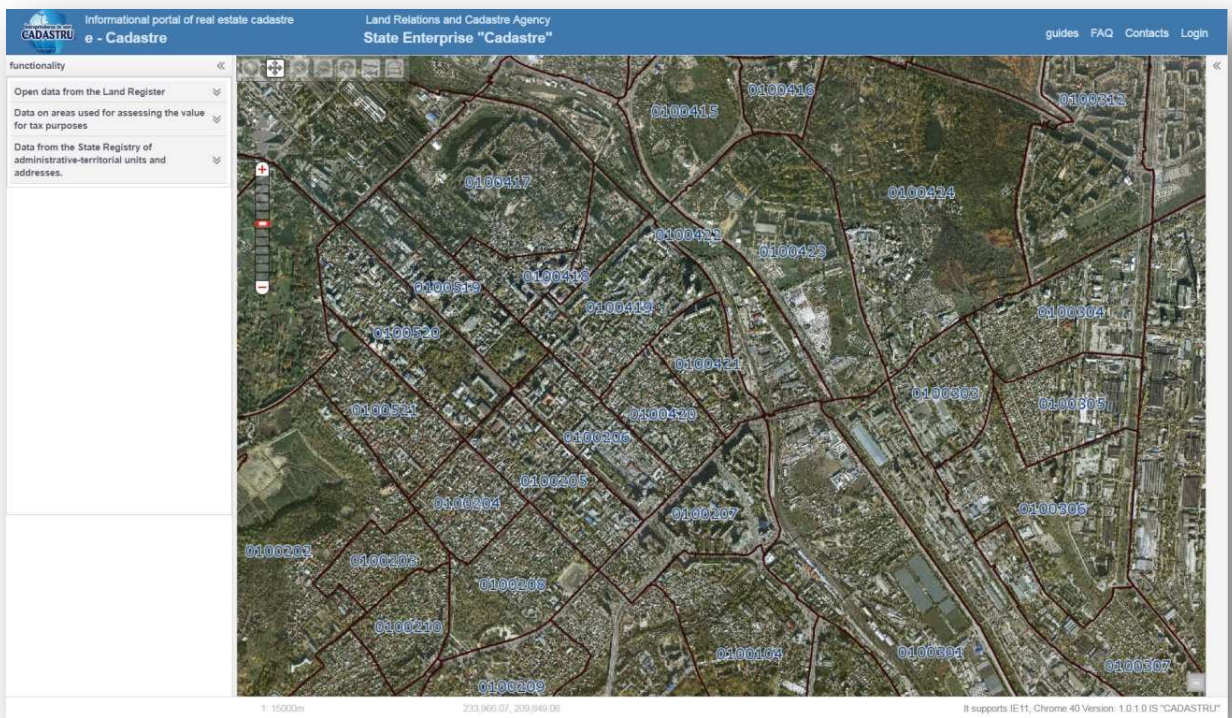 Informational portal of real estate cadastre
e - Cadastre
CADASTRU
Land Relations and Cadastre Agency
State Enterprise "Cadastre"
guides FAQ Contacts Login
functionality
Open data from the Land Register
Data on areas used for assessing the value
for tax purposes
Data from the State Registry of
administrative-territorial units and
addresses.
0100416
0100312
0100415
0100417
0100424
0100422
0100423
0100418
0100519
0100419
0100304
0100520
0100421
0100303
0100305
0100521
0100420
0100206
0100205
0100204
0100306
0100207
0100202
0100203
0100208
0100210
0100104
0100301
0100307
0100209
1: 15000m
233,966.07, 209,849.06
It supports IE11, Chrome 40 Version: 1.0.1.0 IS "CADASTRU"